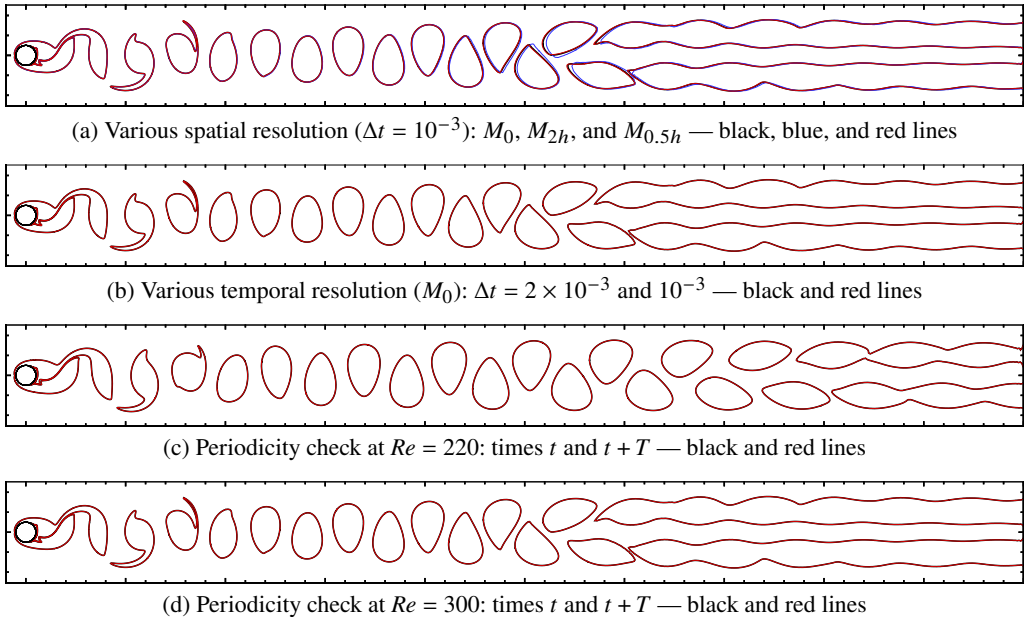 (a) Various spatial resolution (Δt = 10⁻³): M₀, M₂ₕ, and M₀.₅ₕ — black, blue, and red lines
(b) Various temporal resolution (M₀): Δt = 2 × 10⁻³ and 10⁻³ — black and red lines
(c) Periodicity check at Re = 220: times t and t + T — black and red lines
(d) Periodicity check at Re = 300: times t and t + T — black and red lines